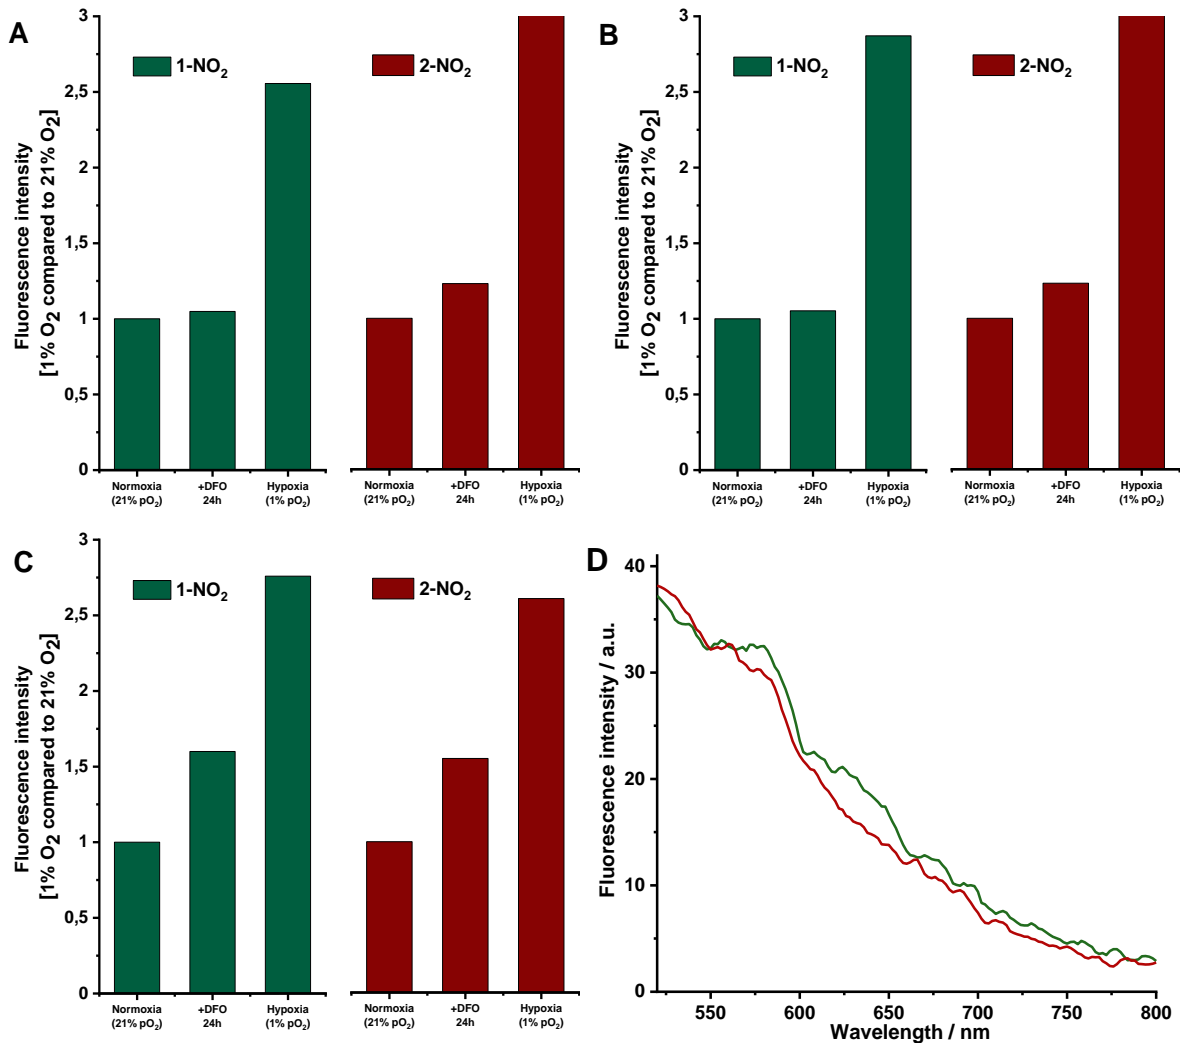 A
Fluorescence intensity
[1% O₂ compared to 21% O₂]
3
2,5
2
1,5
1
0,5
0
1-NO₂
2-NO₂
Normoxia
(21% pO₂)
+DFO
24h
Hypoxia
(1% pO₂)
Normoxia
(21% pO₂)
+DFO
24h
Hypoxia
(1% pO₂)
B
Fluorescence intensity
[1% O₂ compared to 21% O₂]
3
2,5
2
1,5
1
0,5
0
1-NO₂
2-NO₂
Normoxia
(21% pO₂)
+DFO
24h
Hypoxia
(1% pO₂)
Normoxia
(21% pO₂)
+DFO
24h
Hypoxia
(1% pO₂)
C
Fluorescence intensity
[1% O₂ compared to 21% O₂]
3
2,5
2
1,5
1
0,5
0
1-NO₂
2-NO₂
Normoxia
(21% pO₂)
+DFO
24h
Hypoxia
(1% pO₂)
Normoxia
(21% pO₂)
+DFO
24h
Hypoxia
(1% pO₂)
D
Fluorescence intensity / a.u.
40
30
20
10
0
550
600
650
700
750
800
Wavelength / nm